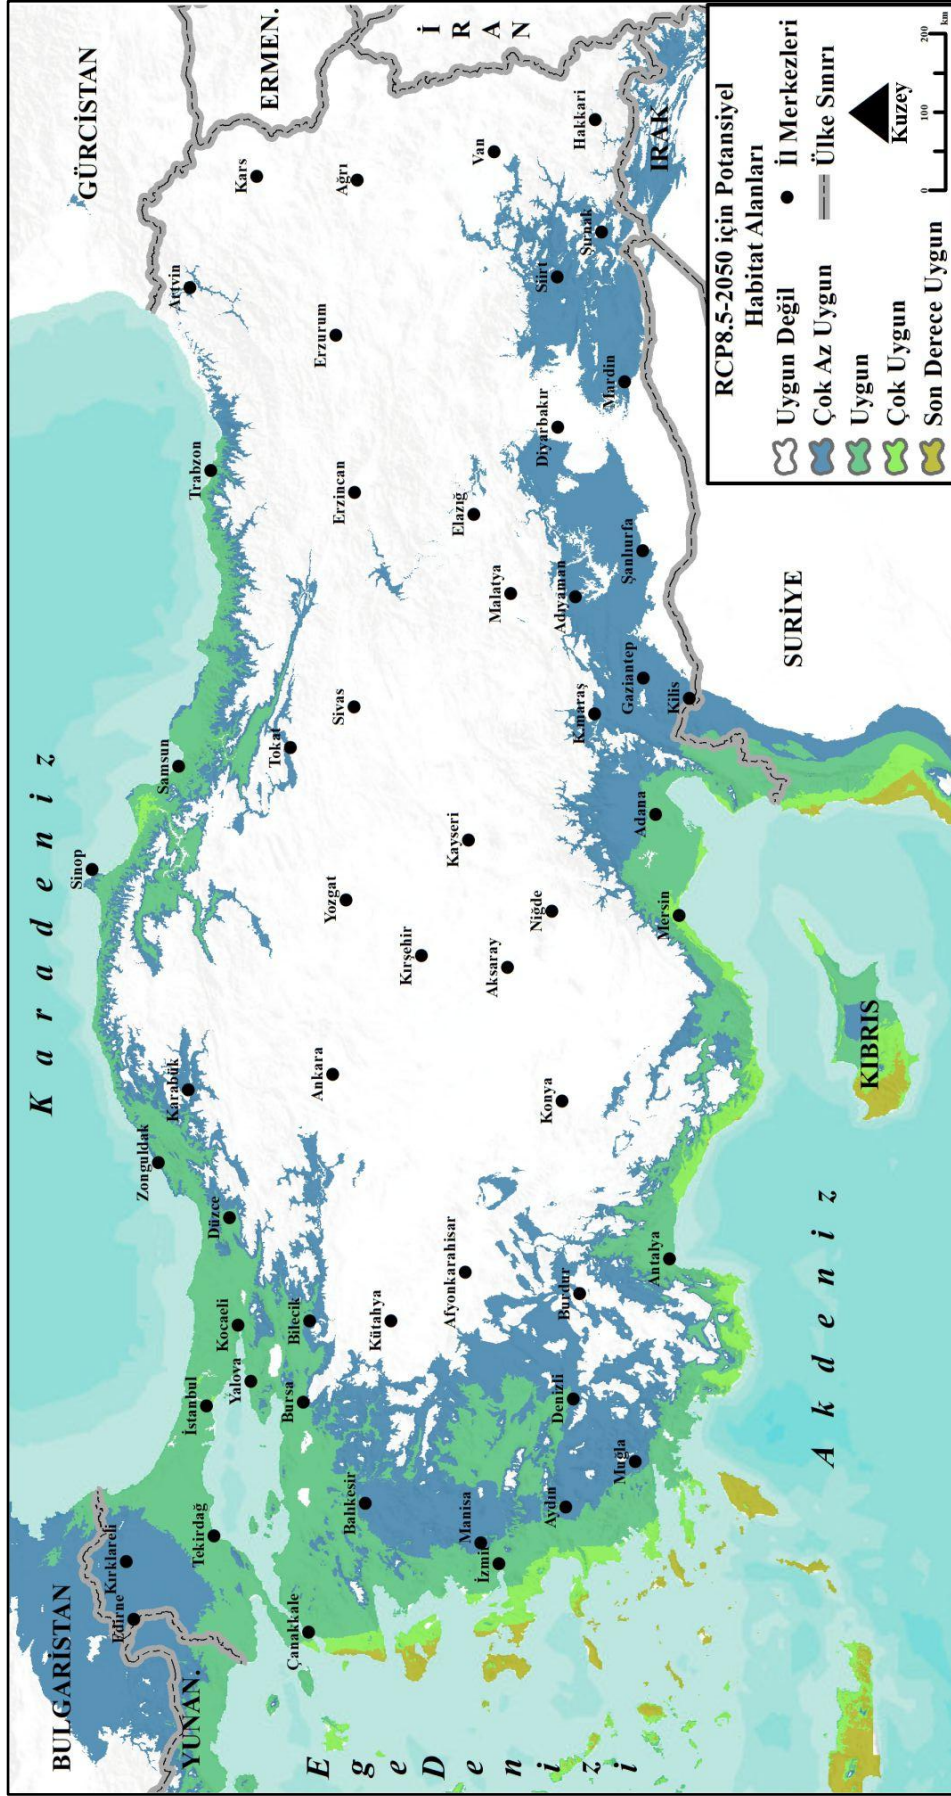 BULGARİSTAN
YUNAN.
GÜRCİSTAN
ERMEN.
İRAN
IRAK
SURİYE
KIBRIS
Karadeniz
Ege Denizi
Akdeniz
Edirne
Kırklareli
Tekirdağ
İstanbul
Kocaeli
Yalova
Düzce
Zonguldak
Karabük
Sinop
Samsun
Tokat
Trabzon
Artvin
Kars
Ağrı
Erzurum
Erzincan
Sivas
Yozgat
Kırşehir
Ankara
Bilecik
Bursa
Çanakkale
Balıkesir
Kütahya
Afyonkarahisar
Manisa
İzmir
Aydın
Denizli
Muğla
Burdur
Antalya
Konya
Aksaray
Niğde
Kayseri
Mersin
Adana
K.maraş
Gaziantep
Kilis
Adıyaman
Malatya
Elazığ
Şanlıurfa
Diyarbakır
Mardin
Siirt
Şırnak
Van
Hakkari
RCP8.5-2050 için Potansiyel
Habitat Alanları
Uygun Değil
Çok Az Uygun
Uygun
Çok Uygun
Son Derece Uygun
İl Merkezleri
Ülke Sınırı
Kuzey
0 100 200
km